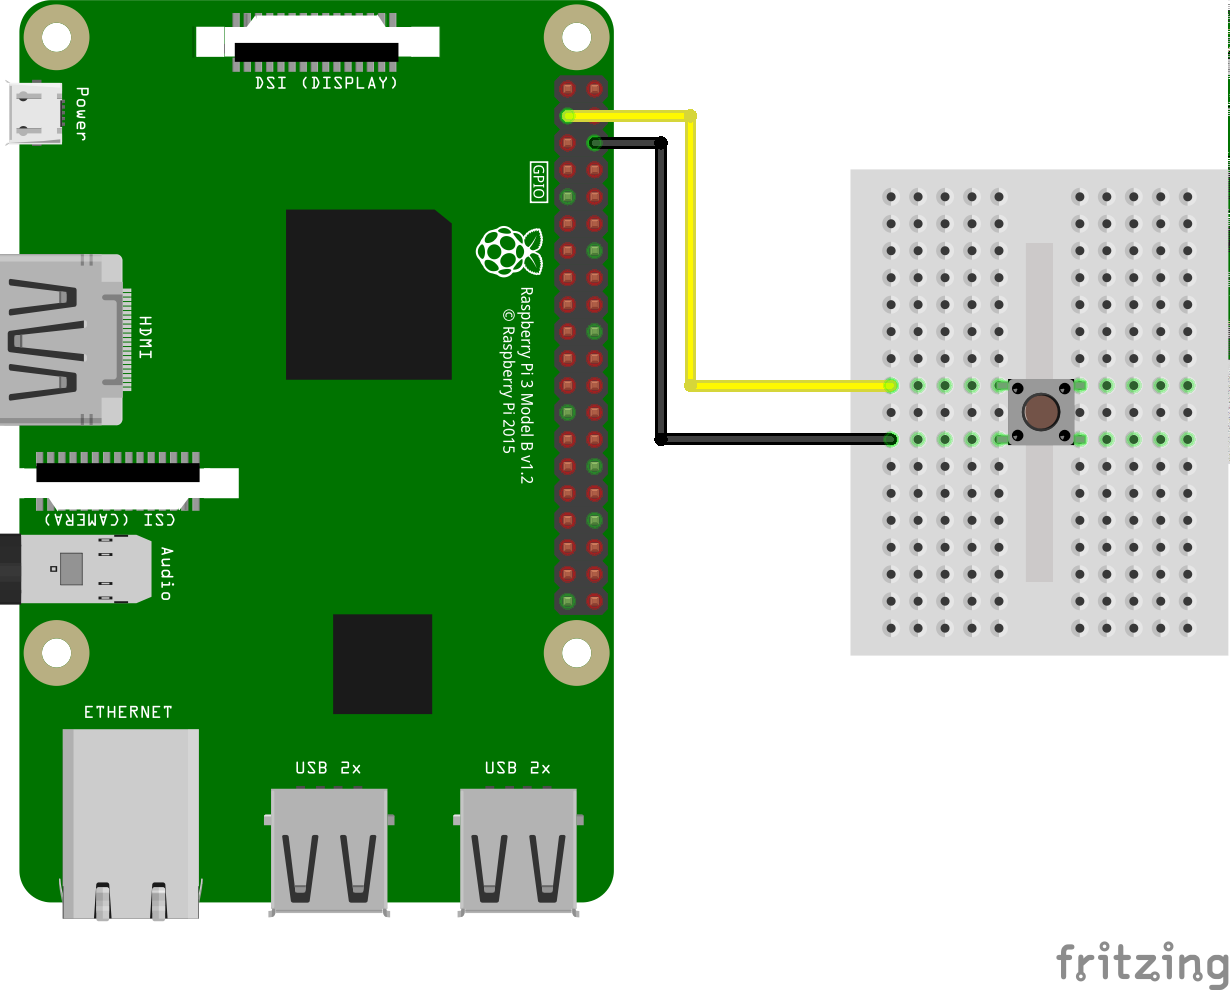 DSI (DISPLAY)
Power
GPIO
HDMI
Raspberry Pi 3 Model B v1.2
© Raspberry Pi 2015
CSI (CAMERA)
Audio
ETHERNET
USB 2x
USB 2x
fritzing